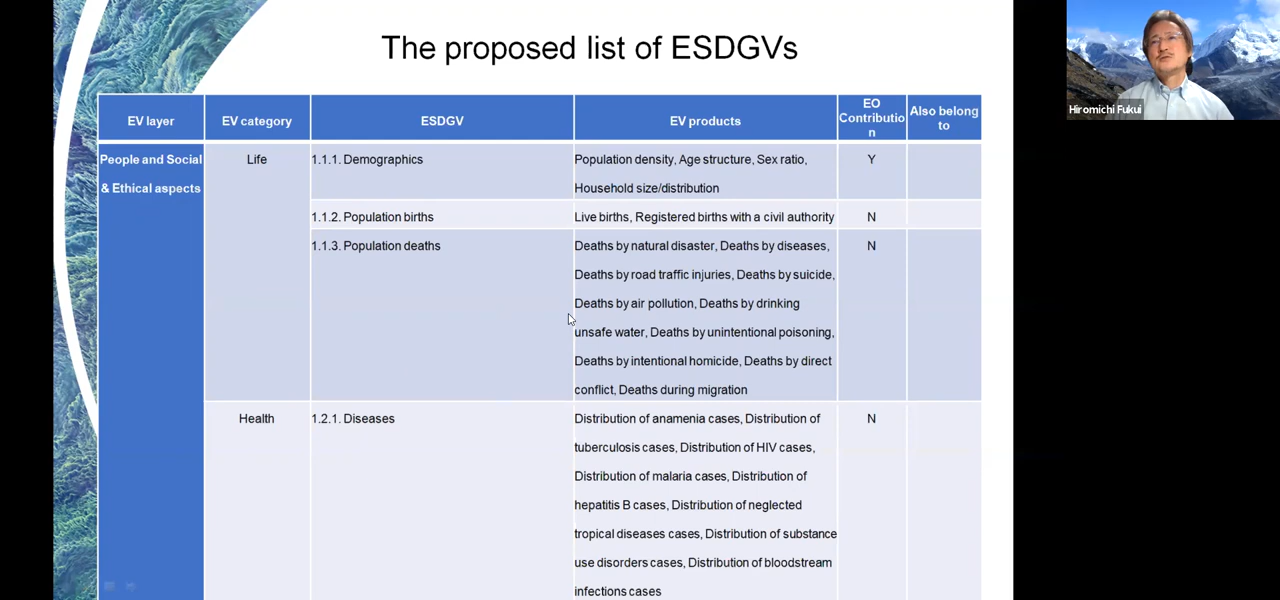 The proposed list of ESDGVs
Hiromichi Fukui
EV layer
EV category
ESDGV
EV products
EO
Contributio
n
Also belong
to
People and Social
& Ethical aspects
Life
1.1.1. Demographics
Population density, Age structure, Sex ratio,
Household size/distribution
Y
1.1.2. Population births
Live births, Registered births with a civil authority
N
1.1.3. Population deaths
Deaths by natural disaster, Deaths by diseases,
Deaths by road traffic injuries, Deaths by suicide,
Deaths by air pollution, Deaths by drinking
unsafe water, Deaths by unintentional poisoning,
Deaths by intentional homicide, Deaths by direct
conflict, Deaths during migration
N
Health
1.2.1. Diseases
Distribution of anamenia cases, Distribution of
tuberculosis cases, Distribution of HIV cases,
Distribution of malaria cases, Distribution of
hepatitis B cases, Distribution of neglected
tropical diseases cases, Distribution of substance
use disorders cases, Distribution of bloodstream
infections cases
N